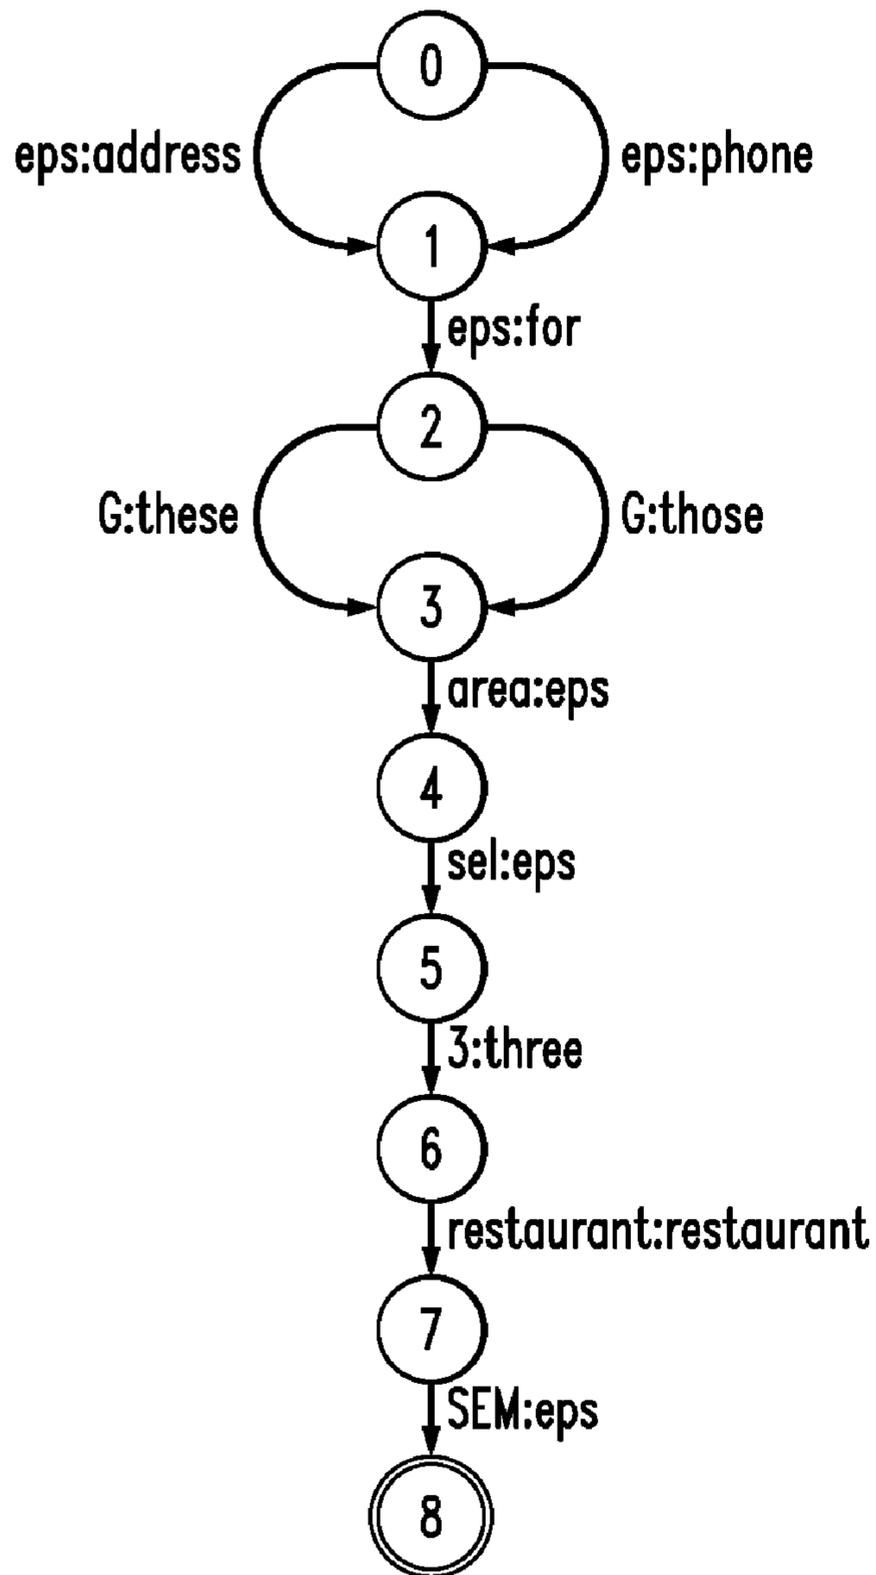 0
eps:address eps:phone
1
eps:for
2
G:these G:those
3
area:eps
4
sel:eps
5
3:three
6
restaurant:restaurant
7
SEM:eps
8